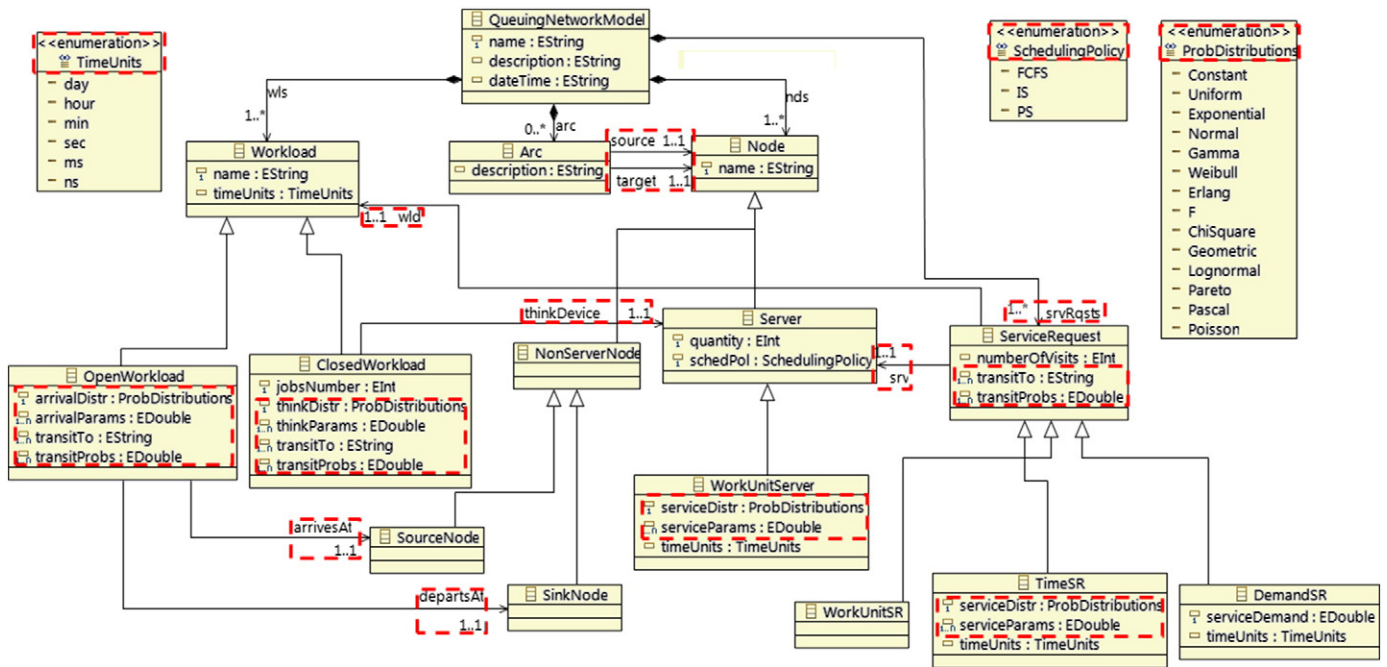 <<enumeration>>
TimeUnits
day
hour
min
sec
ms
ns
QueuingNetworkModel
name : EString
description : EString
dateTime : EString
<<enumeration>>
SchedulingPolicy
FCFS
IS
PS
<<enumeration>>
ProbDistributions
Constant
Uniform
Exponential
Normal
Gamma
Weibull
Erlang
F
ChiSquare
Geometric
Lognormal
Pareto
Pascal
Poisson
wls
1..*
0..* arc
nds
1..*
Workload
name : EString
timeUnits : TimeUnits
Arc
description : EString
source 1..1
target 1..1
Node
name : EString
1..1 wld
thinkDevice 1..1
1..* srvRqsts
Server
quantity : EInt
schedPol : SchedulingPolicy
1..1
srv
ServiceRequest
numberOfVisits : EInt
transitTo : EString
transitProbs : EDouble
NonServerNode
OpenWorkload
arrivalDistr : ProbDistributions
arrivalParams : EDouble
transitTo : EString
transitProbs : EDouble
ClosedWorkload
jobsNumber : EInt
thinkDistr : ProbDistributions
thinkParams : EDouble
transitTo : EString
transitProbs : EDouble
WorkUnitServer
serviceDistr : ProbDistributions
serviceParams : EDouble
timeUnits : TimeUnits
arrivesAt
1..1
SourceNode
departsAt
1..1
SinkNode
WorkUnitSR
TimeSR
serviceDistr : ProbDistributions
serviceParams : EDouble
timeUnits : TimeUnits
DemandSR
serviceDemand : EDouble
timeUnits : TimeUnits